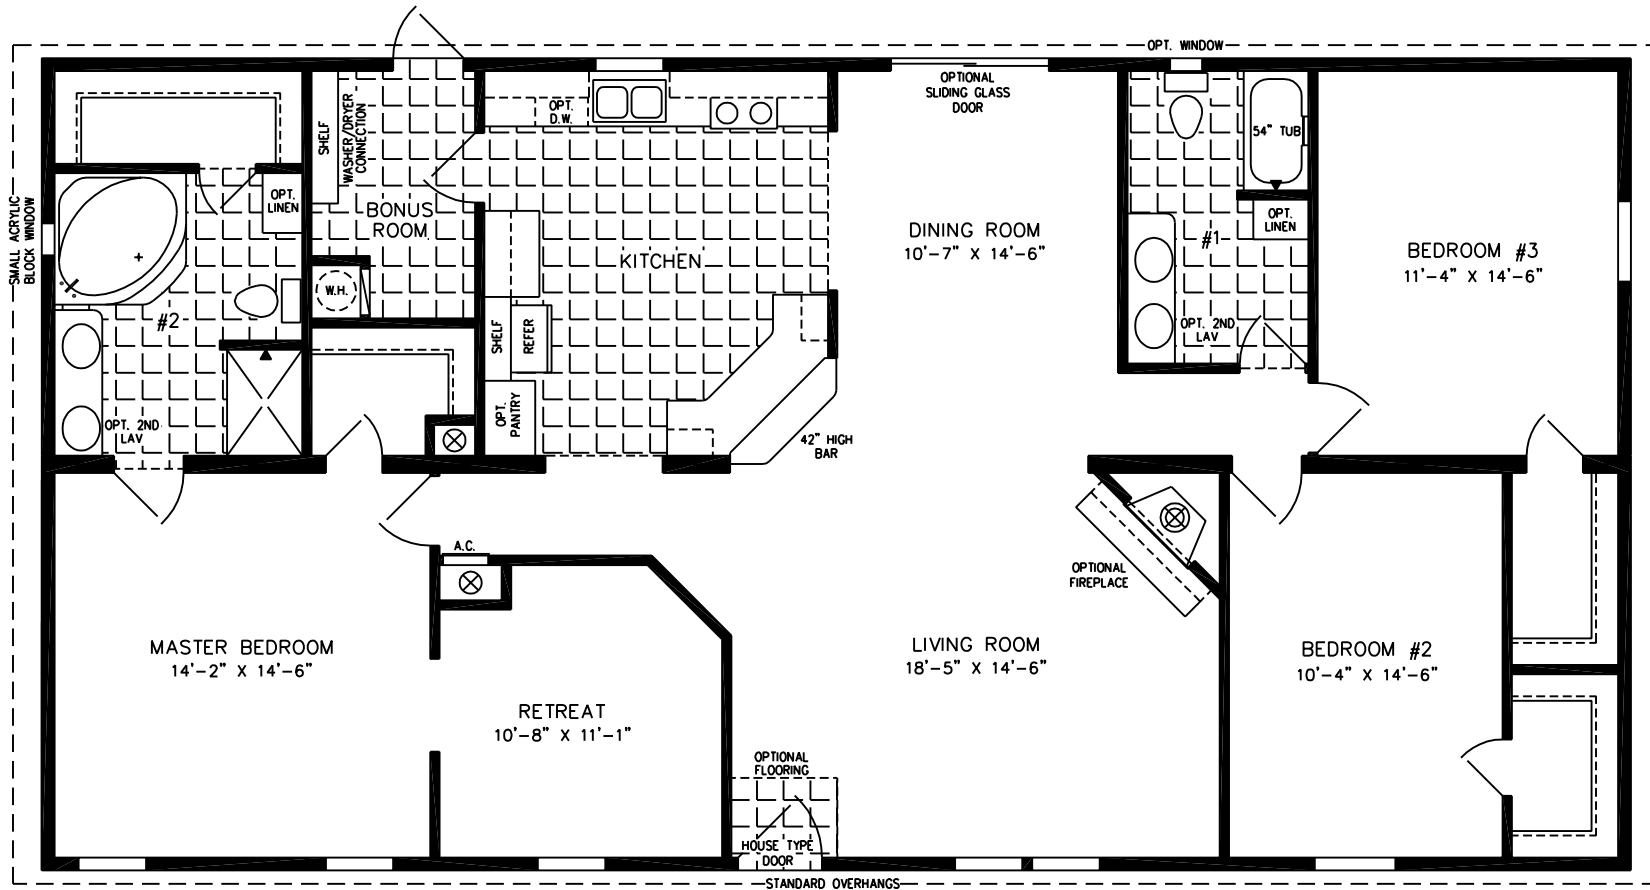 OPT. WINDOW
OPTIONAL
SLIDING GLASS
DOOR
SHELF
WASHER/DRYER
CONNECTION
OPT.
D.W.
54" TUB
SMALL ACRYLIC
BLOCK WINDOW
OPT.
LINEN
BONUS
ROOM
KITCHEN
DINING ROOM
10'-7" X 14'-6"
#1
OPT.
LINEN
BEDROOM #3
11'-4" X 14'-6"
W.H.
#2
SHELF
REFER
OPT. 2ND
LAV
OPT. 2ND
LAV
OPT.
PANTRY
42" HIGH
BAR
A.C.
OPTIONAL
FIREPLACE
MASTER BEDROOM
14'-2" X 14'-6"
LIVING ROOM
18'-5" X 14'-6"
BEDROOM #2
10'-4" X 14'-6"
RETREAT
10'-8" X 11'-1"
OPTIONAL
FLOORING
HOUSE TYPE
DOOR
STANDARD OVERHANGS